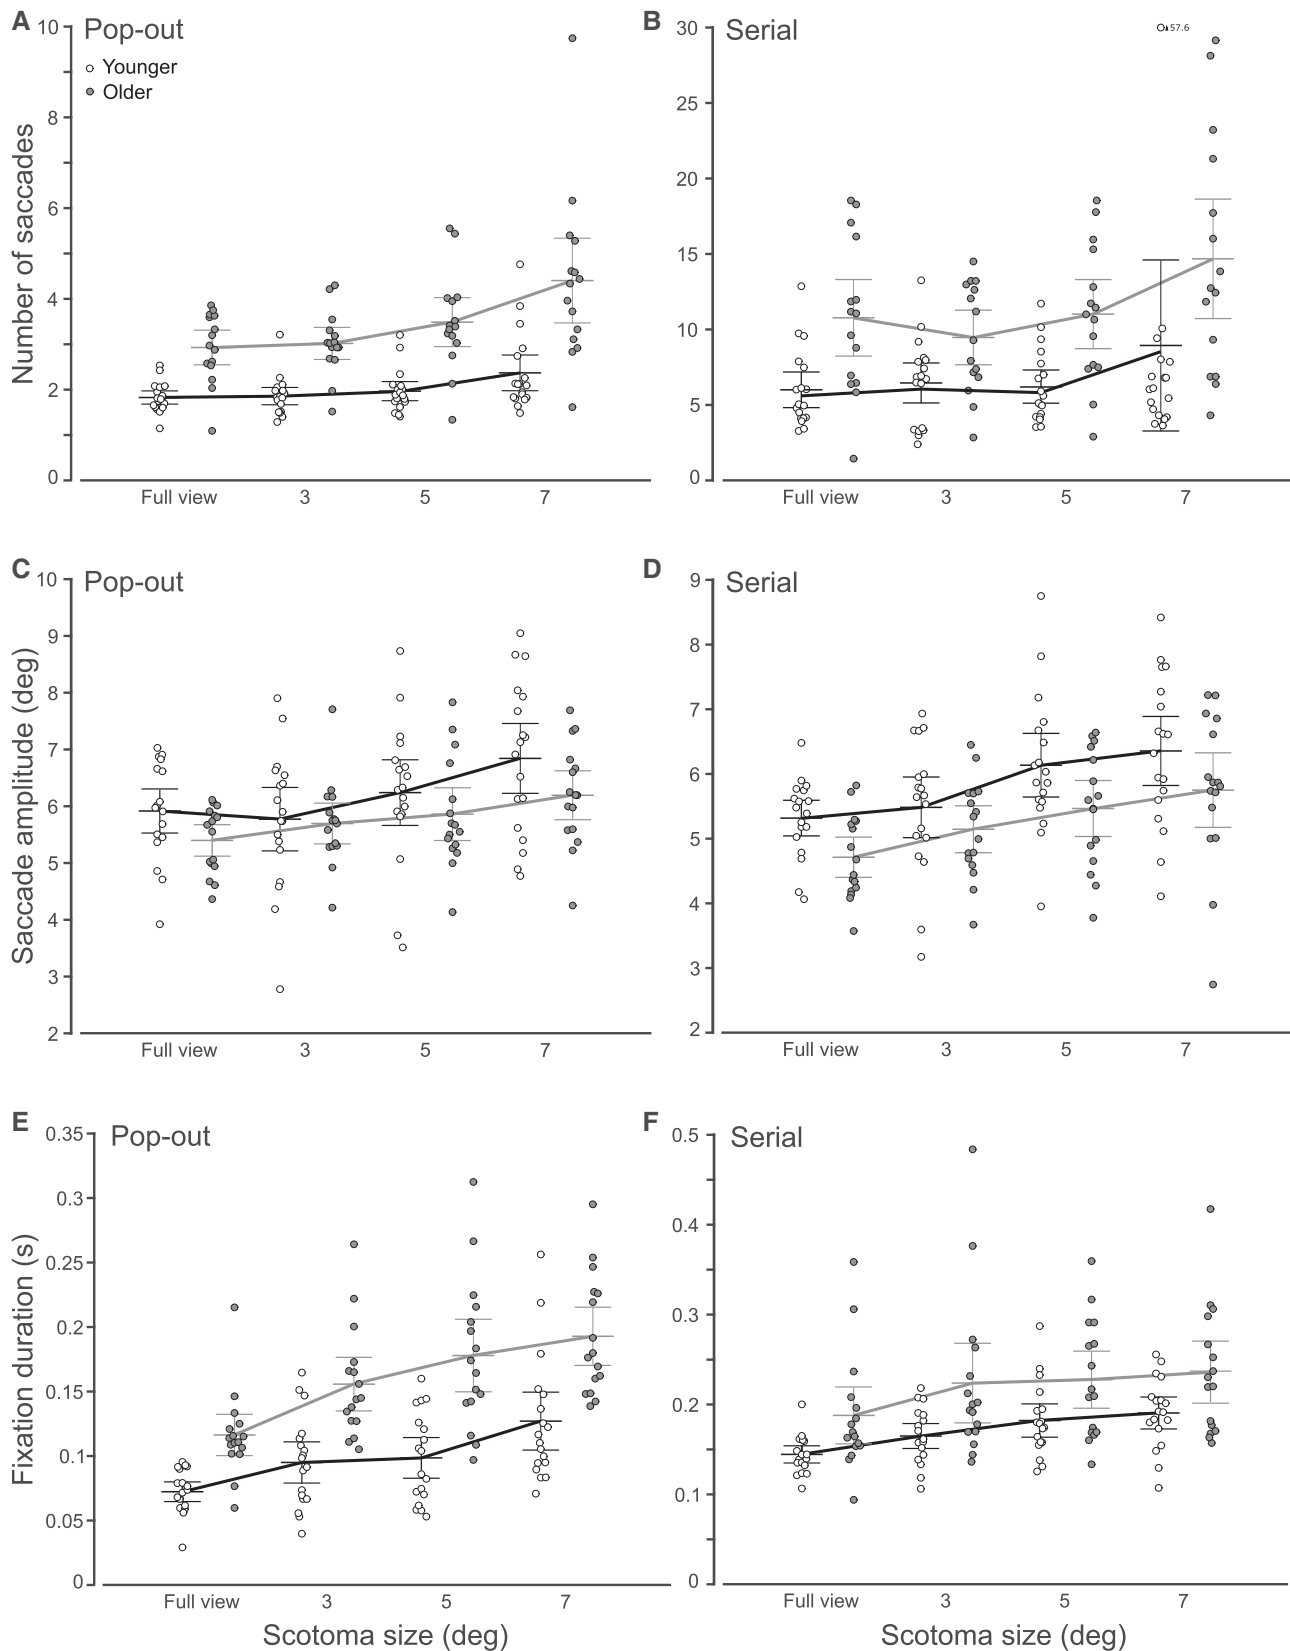 A
Pop-out
Younger
Older
10
8
6
4
2
0
Number of saccades
Full view 3 5 7
B
Serial
57.6
30
25
20
15
10
5
0
Full view 3 5 7
C
Pop-out
10
9
8
7
6
5
4
3
2
Saccade amplitude (deg)
Full view 3 5 7
D
Serial
9
8
7
6
5
4
3
2
Full view 3 5 7
E
Pop-out
0.35
0.3
0.25
0.2
0.15
0.1
0.05
0
Fixation duration (s)
Full view 3 5 7
Scotoma size (deg)
F
Serial
0.5
0.4
0.3
0.2
0.1
0
Full view 3 5 7
Scotoma size (deg)